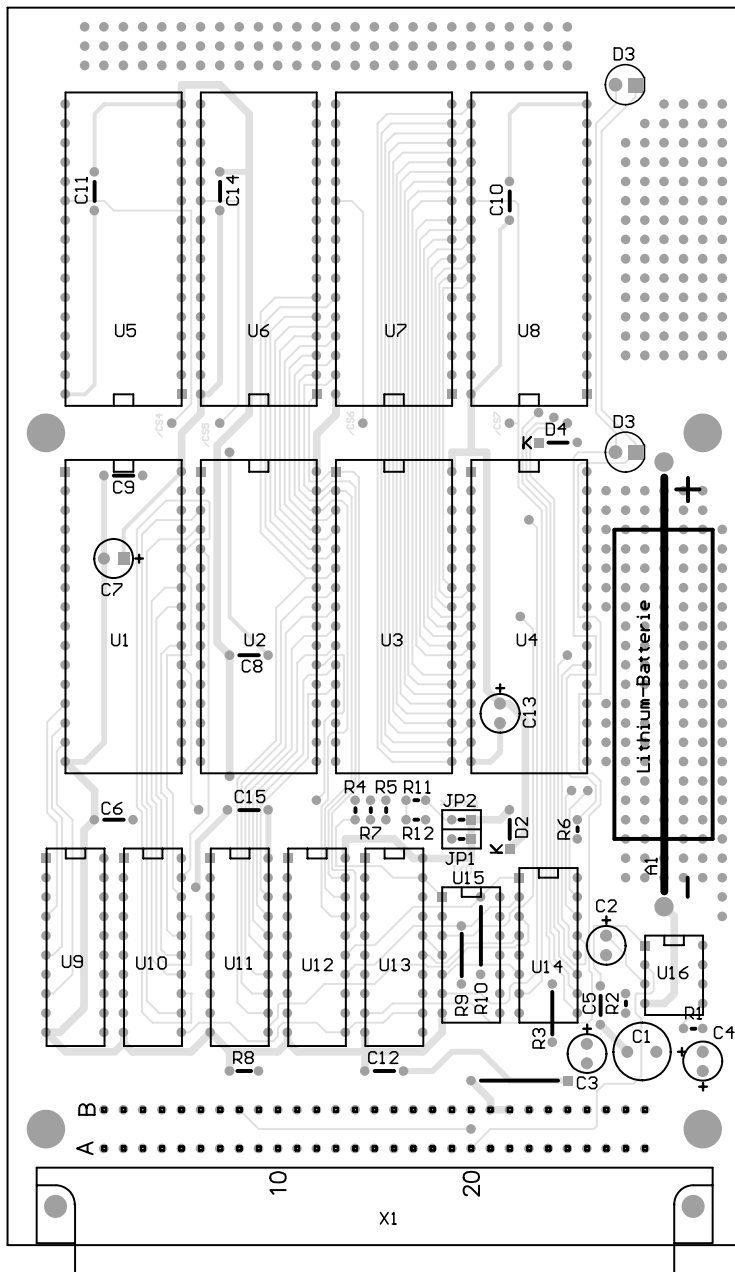 D3
C11
C14
C10
U5
U6
U7
U8
/CS4
/CS5
/CS6
/CS7
K
D4
D3
C9
+
C7
+
U1
U2
U3
U4
C8
+
C13
Lithium-Batterie
R4
R5
R11
JP2
C6
C15
R7
R12
D2
R6
JP1
K
A1
U15
C2
+
U9
U10
U11
U12
U13
U14
U16
R9
R10
C5
R2
R3
+
C1
R1
C4
+
R8
C12
C3
+
B
A
10
20
X1